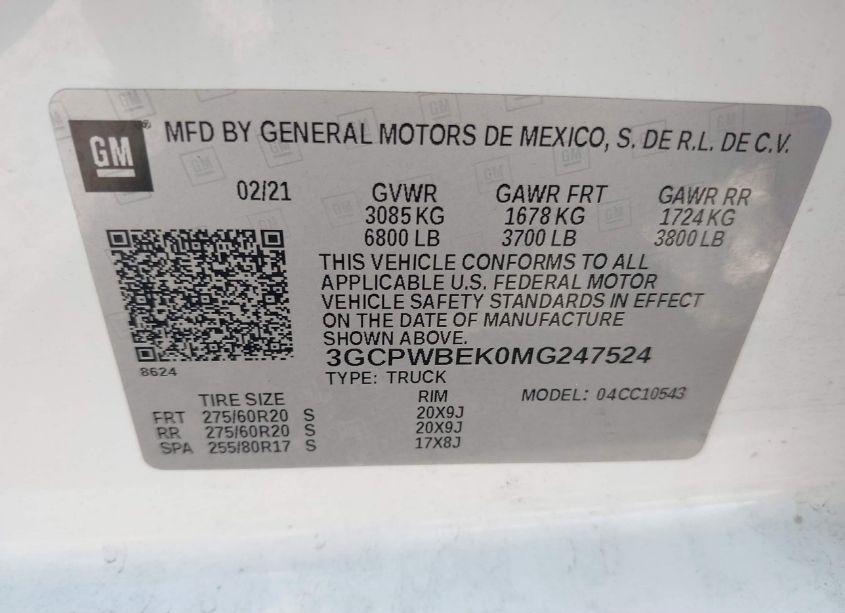 GM ® MFD BY GENERAL MOTORS DE MEXICO, S. DE R.L. DE C.V.
02/21 GVWR GAWR FRT GAWR RR
3085 KG 1678 KG 1724 KG
6800 LB 3700 LB 3800 LB
THIS VEHICLE CONFORMS TO ALL
APPLICABLE U.S. FEDERAL MOTOR
VEHICLE SAFETY STANDARDS IN EFFECT
ON THE DATE OF MANUFACTURE
SHOWN ABOVE.
3GCPWBEK0MG247524
8624 TYPE: TRUCK
TIRE SIZE RIM MODEL: 04CC10543
FRT 275/60R20 S 20X9J
RR 275/60R20 S 20X9J
SPA 255/80R17 S 17X8J